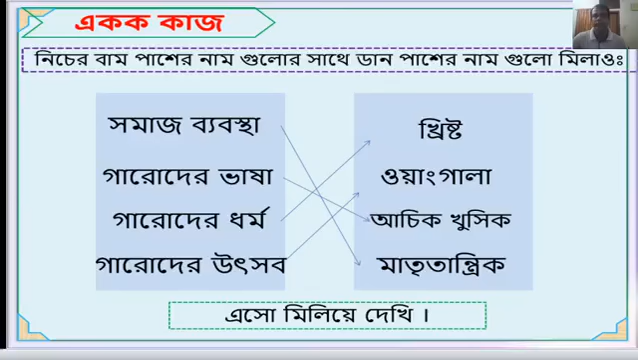 একক কাজ
নিচের বাম পাশের নাম গুলোর সাথে ডান পাশের নাম গুলো মিলাওঃ
সমাজ ব্যবস্থা
গারোদের ভাষা
গারোদের ধর্ম
গারোদের উৎসব
খ্রিষ্ট
ওয়াংগালা
আচিক খুসিক
মাতৃতান্ত্রিক
এসো মিলিয়ে দেখি ।